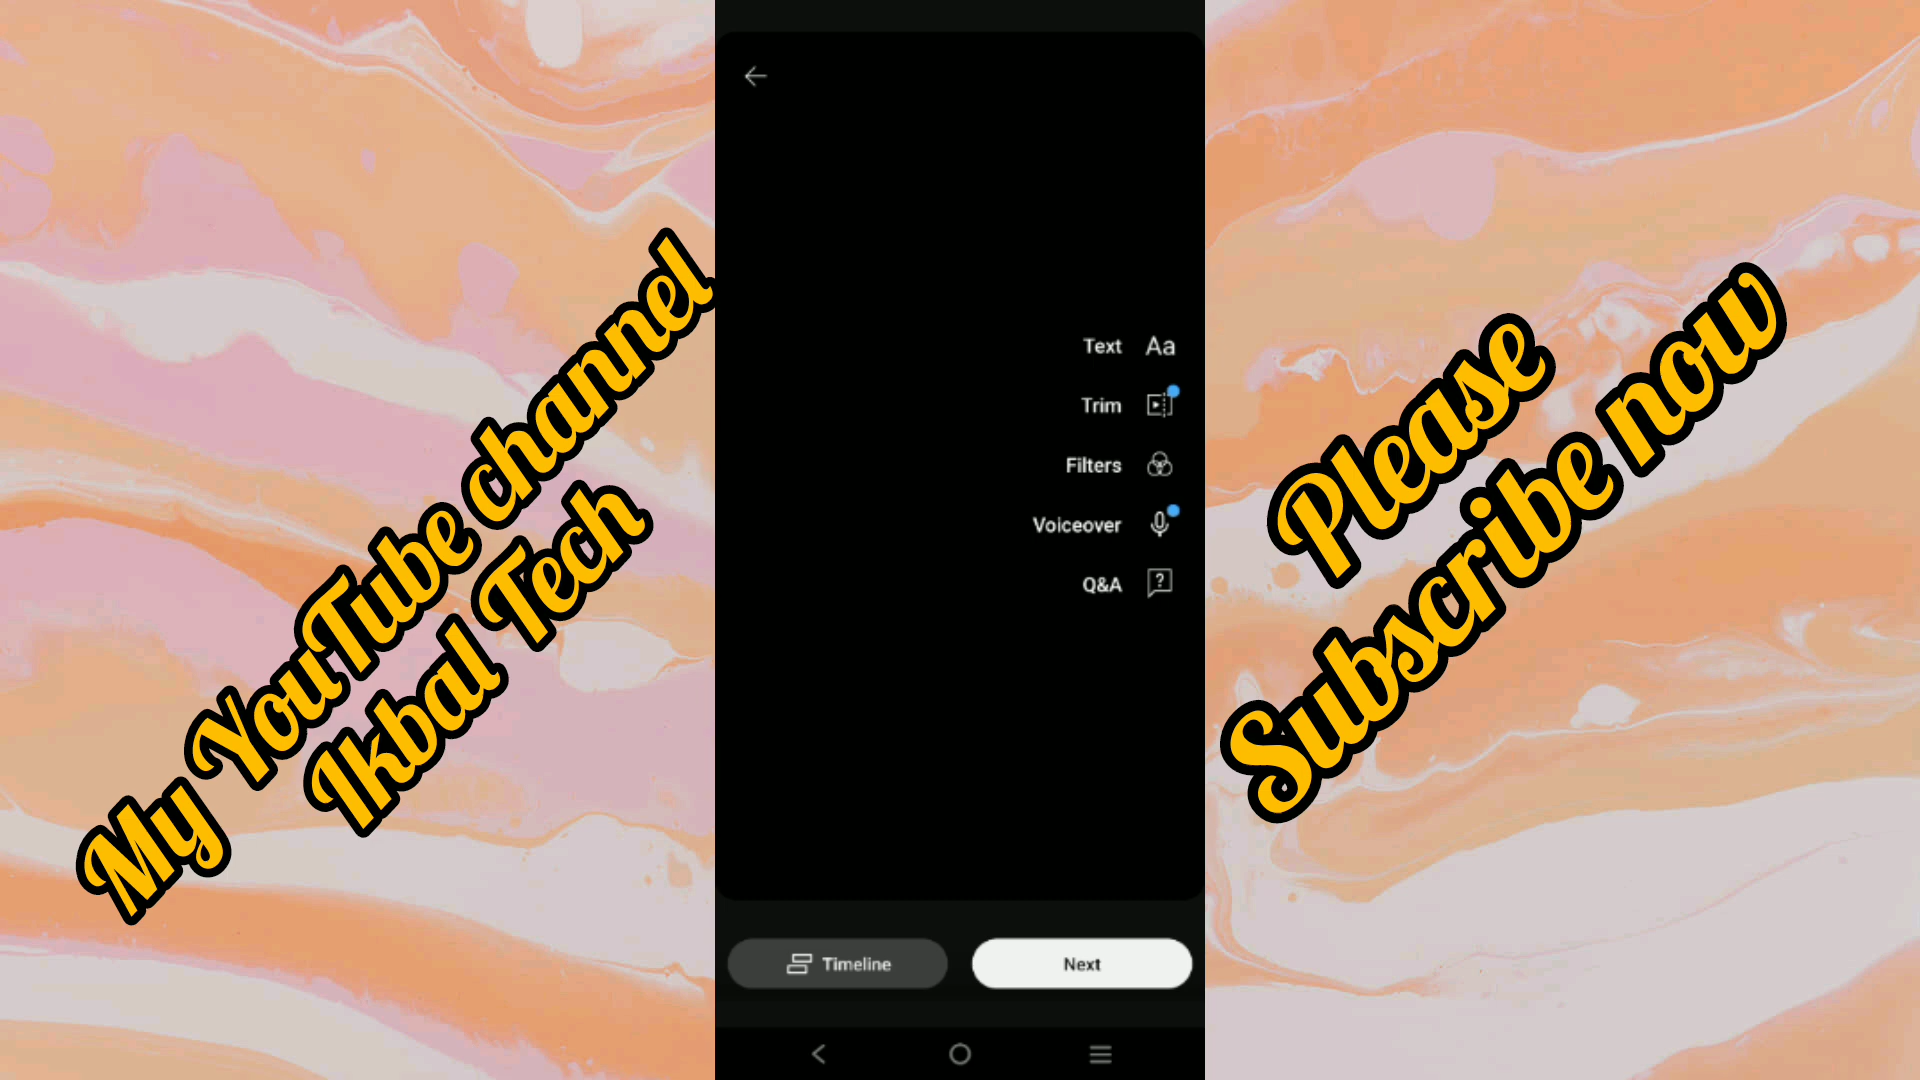 My YouTube channel
Ikbal Tech
Text Aa
Trim
Filters
Voiceover
Q&A ?
Timeline
Next
Please
Subscribe now